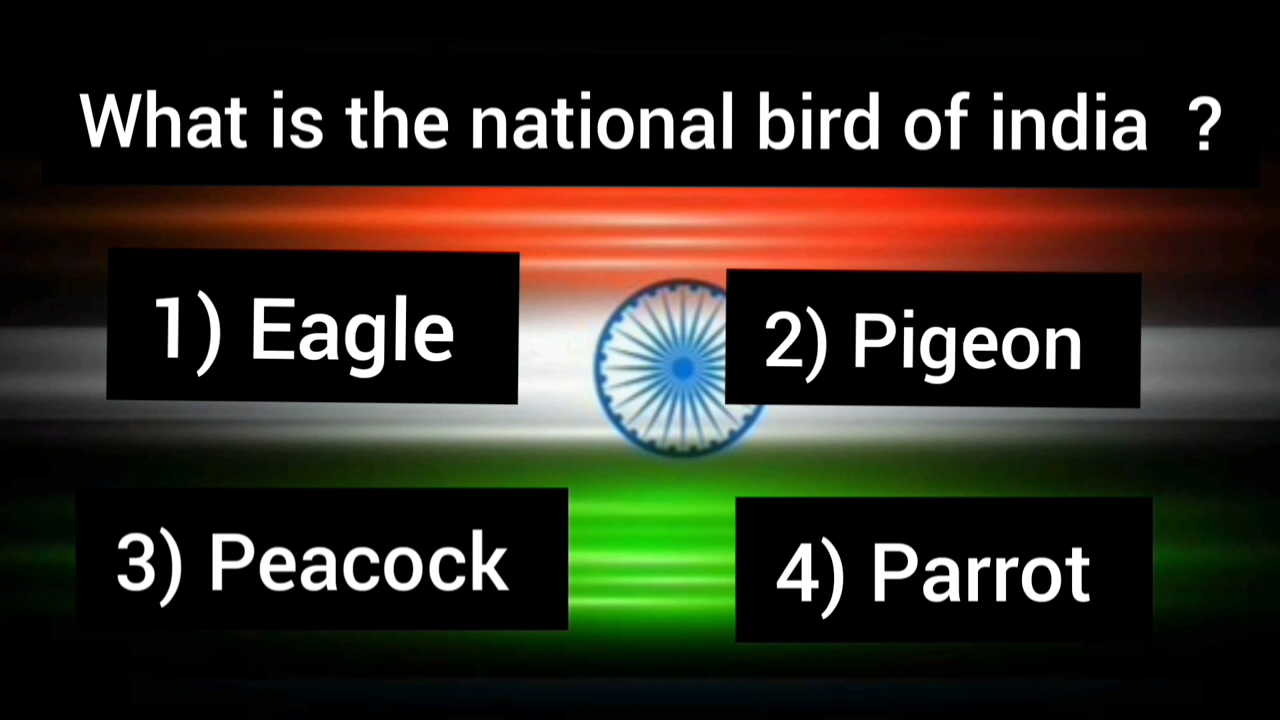 What is the national bird of india ?
1) Eagle
2) Pigeon
3) Peacock
4) Parrot